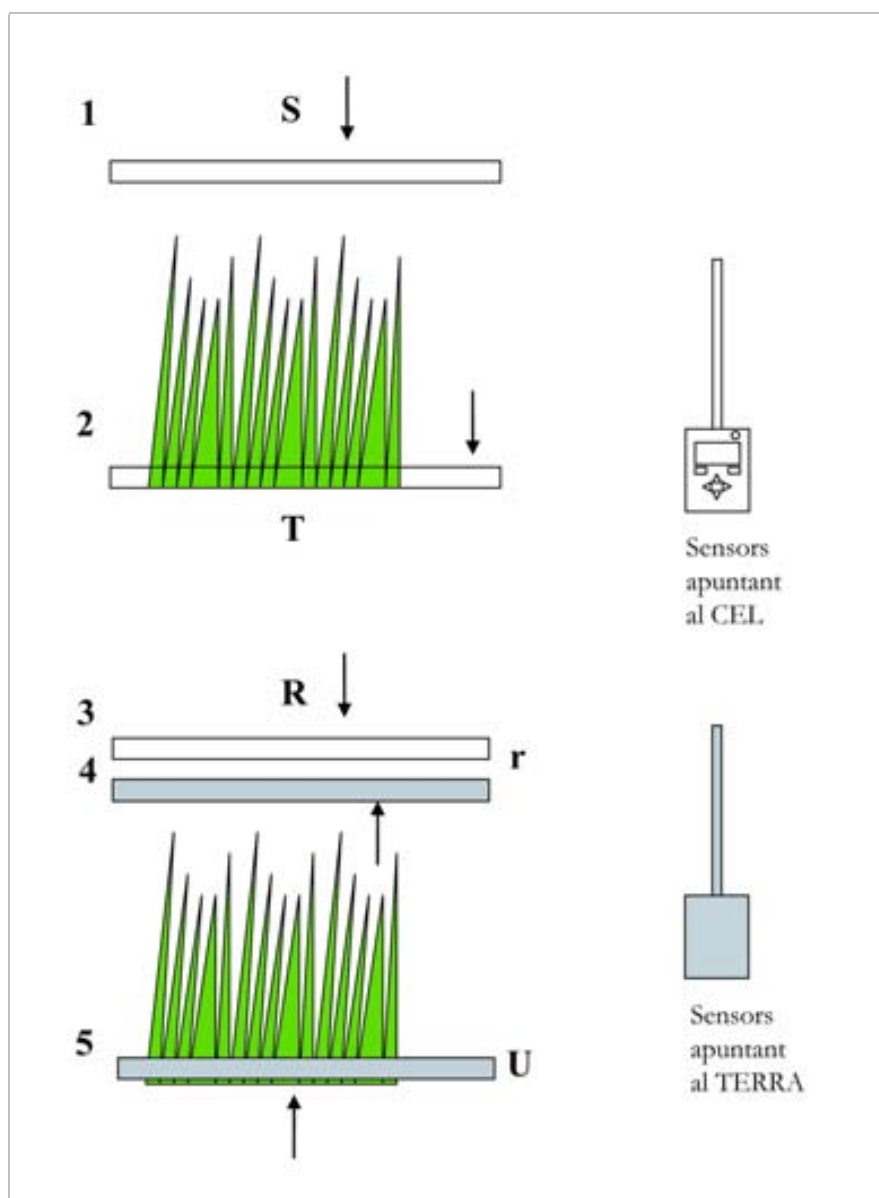 1 S
2
T
Sensors
apuntant
al CEL
R
3
r
4
5 U
Sensors
apuntant
al TERRA